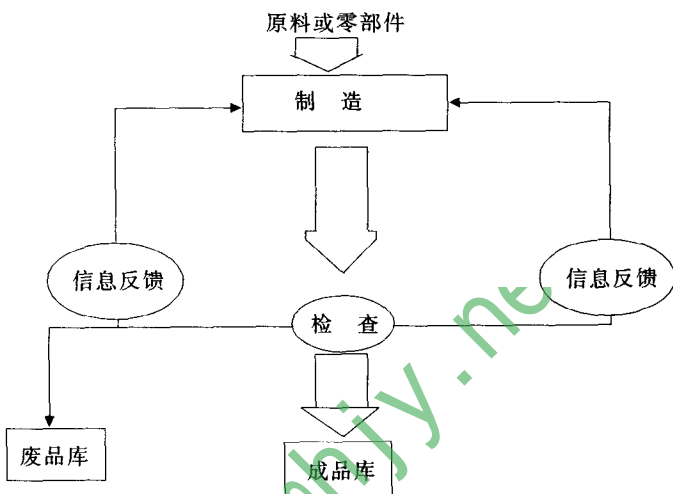 原料或零部件
制 造
信息反馈
信息反馈
检 查
废品库
成品库